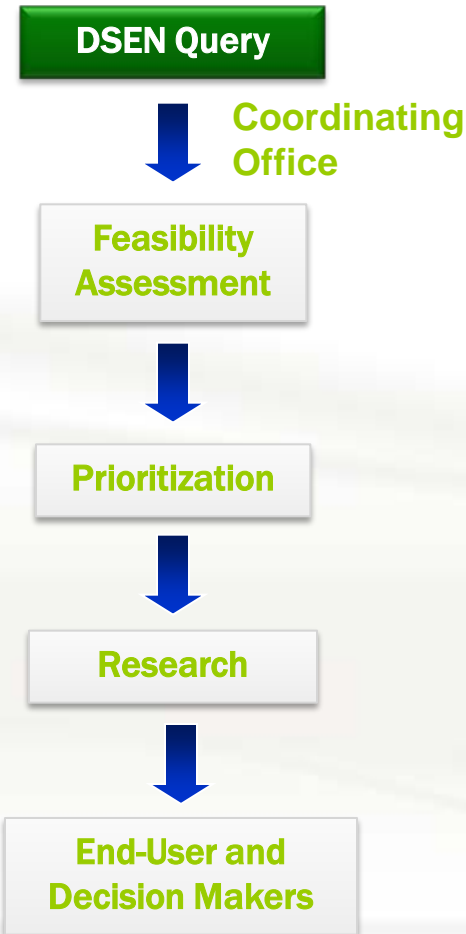 DSEN Query
Coordinating
Office
Feasibility
Assessment
Prioritization
Research
End-User and
Decision Makers